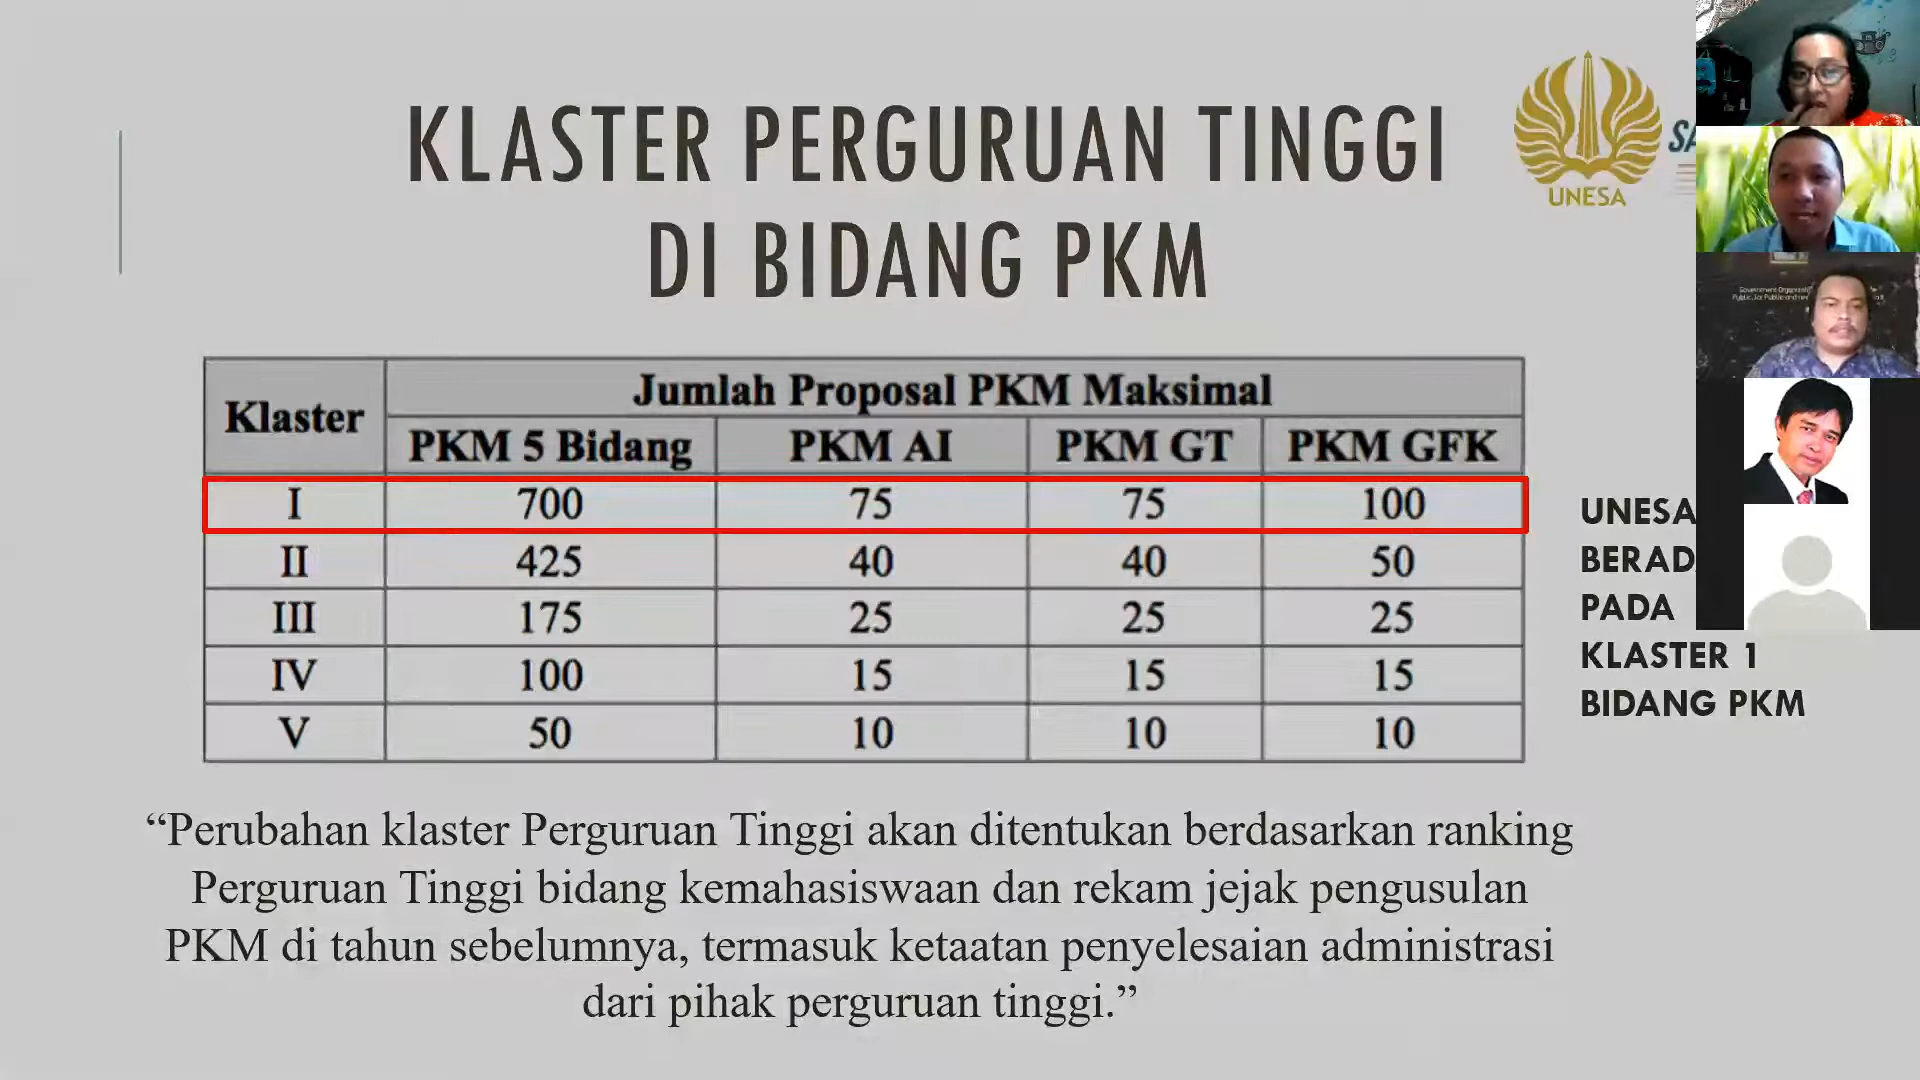 KLASTER PERGURUAN TINGGI
DI BIDANG PKM
UNESA
SA
Klaster
Jumlah Proposal PKM Maksimal
PKM 5 Bidang PKM AI PKM GT PKM GFK
I 700 75 75 100
II 425 40 40 50
III 175 25 25 25
IV 100 15 15 15
V 50 10 10 10
UNESA
BERAD
PADA
KLASTER 1
BIDANG PKM
“Perubahan klaster Perguruan Tinggi akan ditentukan berdasarkan ranking
Perguruan Tinggi bidang kemahasiswaan dan rekam jejak pengusulan
PKM di tahun sebelumnya, termasuk ketaatan penyelesaian administrasi
dari pihak perguruan tinggi.”